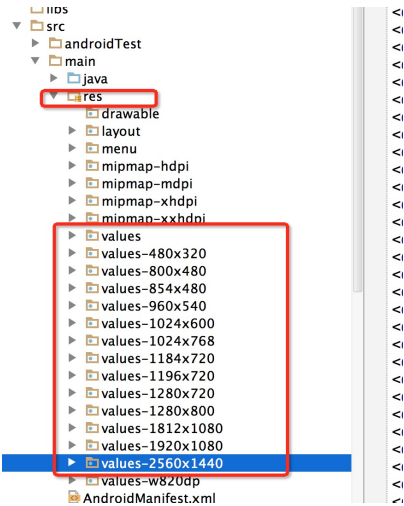 libs
src
androidTest
main
java
res
drawable
layout
menu
mipmap-hdpi
mipmap-mdpi
mipmap-xhdpi
mipmap-xxhdpi
values
values-480x320
values-800x480
values-854x480
values-960x540
values-1024x600
values-1024x768
values-1184x720
values-1196x720
values-1280x720
values-1280x800
values-1812x1080
values-1920x1080
values-2560x1440
values-w820dp
AndroidManifest.xml